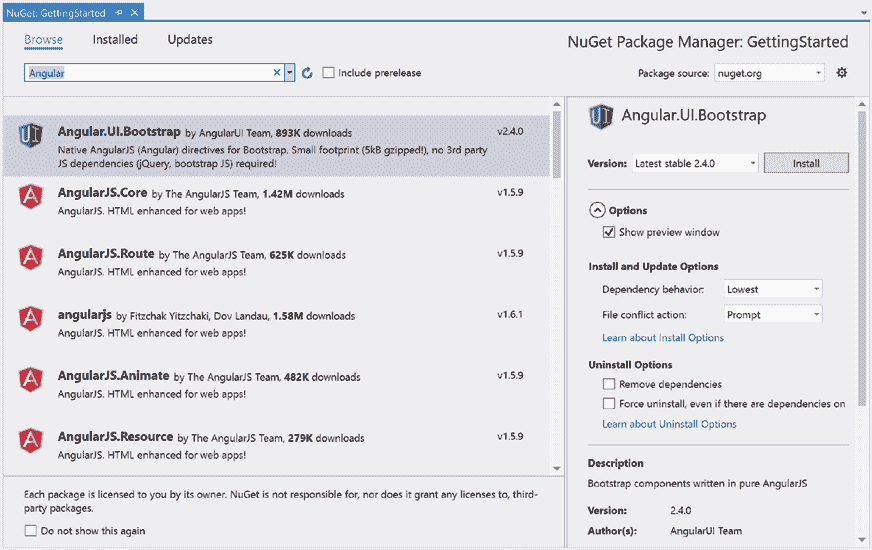 NuGet: GettingStarted
Browse Installed Updates
NuGet Package Manager: GettingStarted
Angular
Include prerelease
Package source: nuget.org
UI
Angular.UI.Bootstrap by AngularUI Team, 893K downloads v2.4.0
Native AngularJS (Angular) directives for Bootstrap. Small footprint (5kB gzipped!), no 3rd party
JS dependencies (jQuery, bootstrap JS) required!
A
AngularJS.Core by The AngularJS Team, 1.42M downloads v1.5.9
AngularJS. HTML enhanced for web apps!
A
AngularJS.Route by The AngularJS Team, 625K downloads v1.5.9
AngularJS. HTML enhanced for web apps!
A
angularjs by Fitzchak Yitzchaki, Dov Landau, 1.58M downloads v1.6.1
AngularJS. HTML enhanced for web apps!
A
AngularJS.Animate by The AngularJS Team, 482K downloads v1.5.9
AngularJS. HTML enhanced for web apps!
A
AngularJS.Resource by The AngularJS Team, 279K downloads v1.5.9
AngularJS. HTML enhanced for web apps!
Each package is licensed to you by its owner. NuGet is not responsible for, nor does it grant any licenses to, third-
party packages.
Do not show this again
UI
Angular.UI.Bootstrap
Version: Latest stable 2.4.0 Install
Options
Show preview window
Install and Update Options
Dependency behavior: Lowest
File conflict action: Prompt
Learn about Install Options
Uninstall Options
Remove dependencies
Force uninstall, even if there are dependencies on
Learn about Uninstall Options
Description
Bootstrap components written in pure AngularJS
Version: 2.4.0
Author(s): AngularUI Team